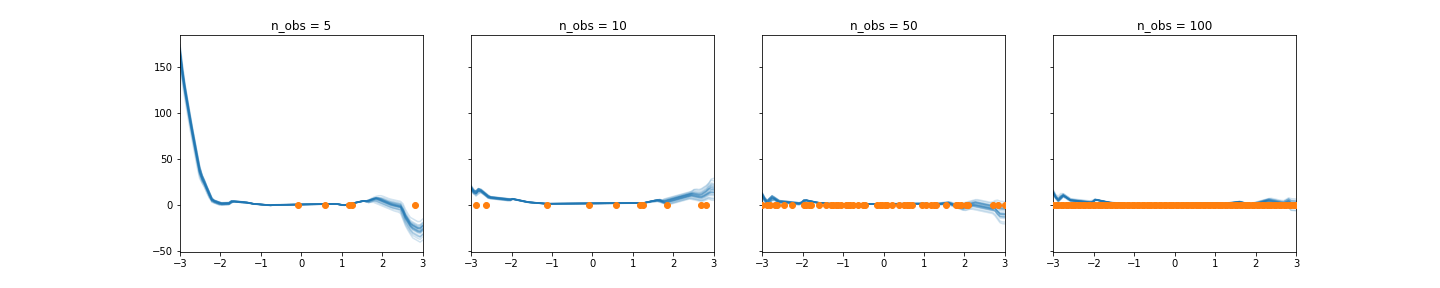 n_obs = 5
n_obs = 10
n_obs = 50
n_obs = 100
150
100
50
0
−50
−3 −2 −1 0 1 2 3
−3 −2 −1 0 1 2 3
−3 −2 −1 0 1 2 3
−3 −2 −1 0 1 2 3